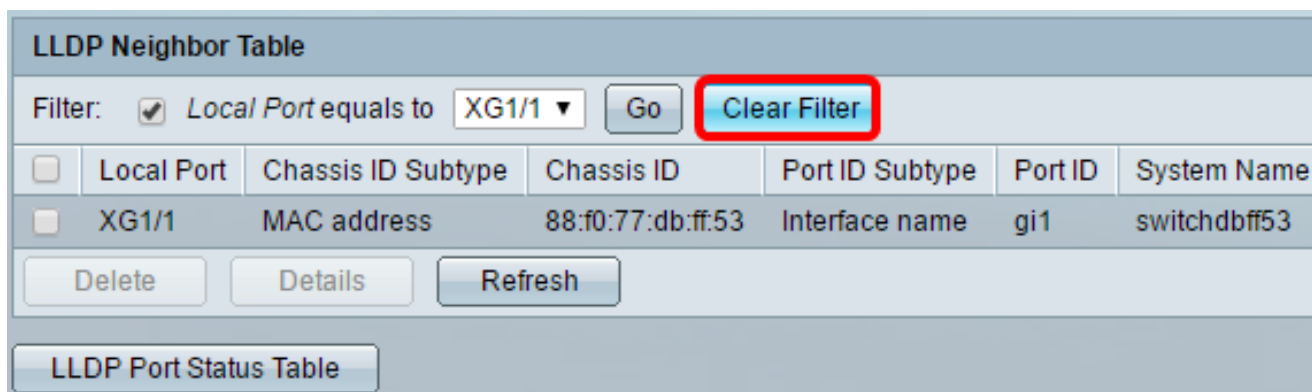 LLDP Neighbor Table
Filter: Local Port equals to XG1/1 Go Clear Filter
Local Port Chassis ID Subtype Chassis ID Port ID Subtype Port ID System Name
XG1/1 MAC address 88:f0:77:db:ff:53 Interface name gi1 switchdbff53
Delete Details Refresh
LLDP Port Status Table